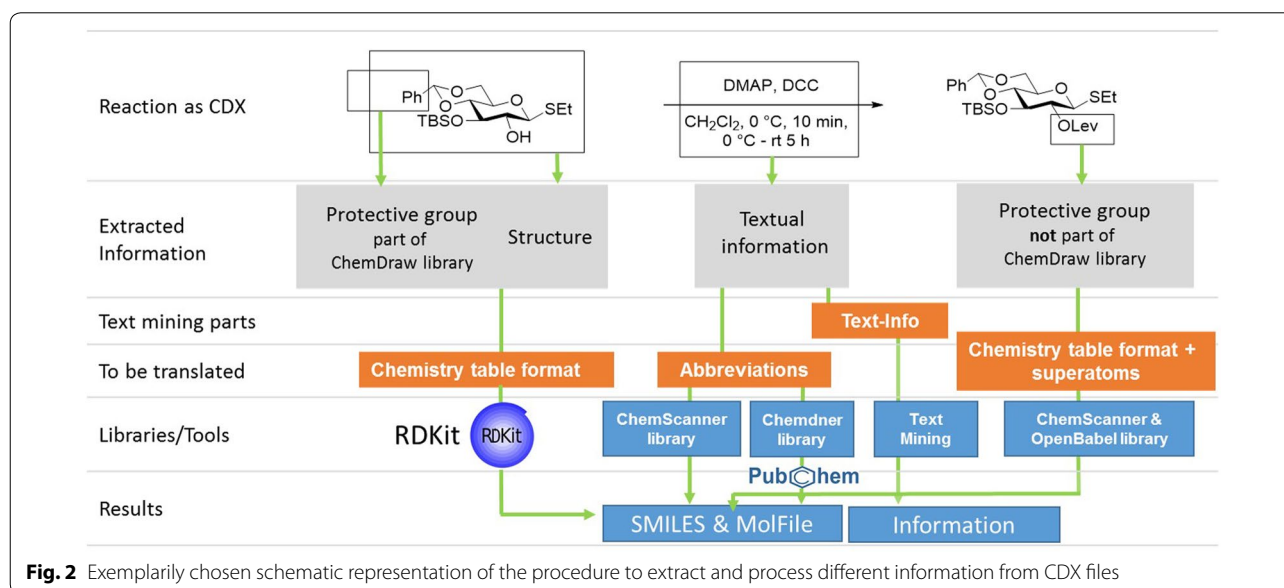 Reaction as CDX
Ph
O
O
O
TBSO
SEt
OH
DMAP, DCC
CH2Cl2, 0 °C, 10 min,
0 °C - rt 5 h
Ph
O
O
O
TBSO
SEt
OLev
Extracted
Information
Protective group
part of
ChemDraw library
Structure
Textual
information
Protective group
not part of
ChemDraw library
Text mining parts
Text-Info
To be translated
Chemistry table format
Abbreviations
Chemistry table format +
superatoms
Libraries/Tools
RDKit
RDKit
ChemScanner
library
Chemdner
library
Text
Mining
ChemScanner &
OpenBabel library
PubChem
Results
SMILES & MolFile
Information
Fig. 2 Exemplarily chosen schematic representation of the procedure to extract and process different information from CDX files